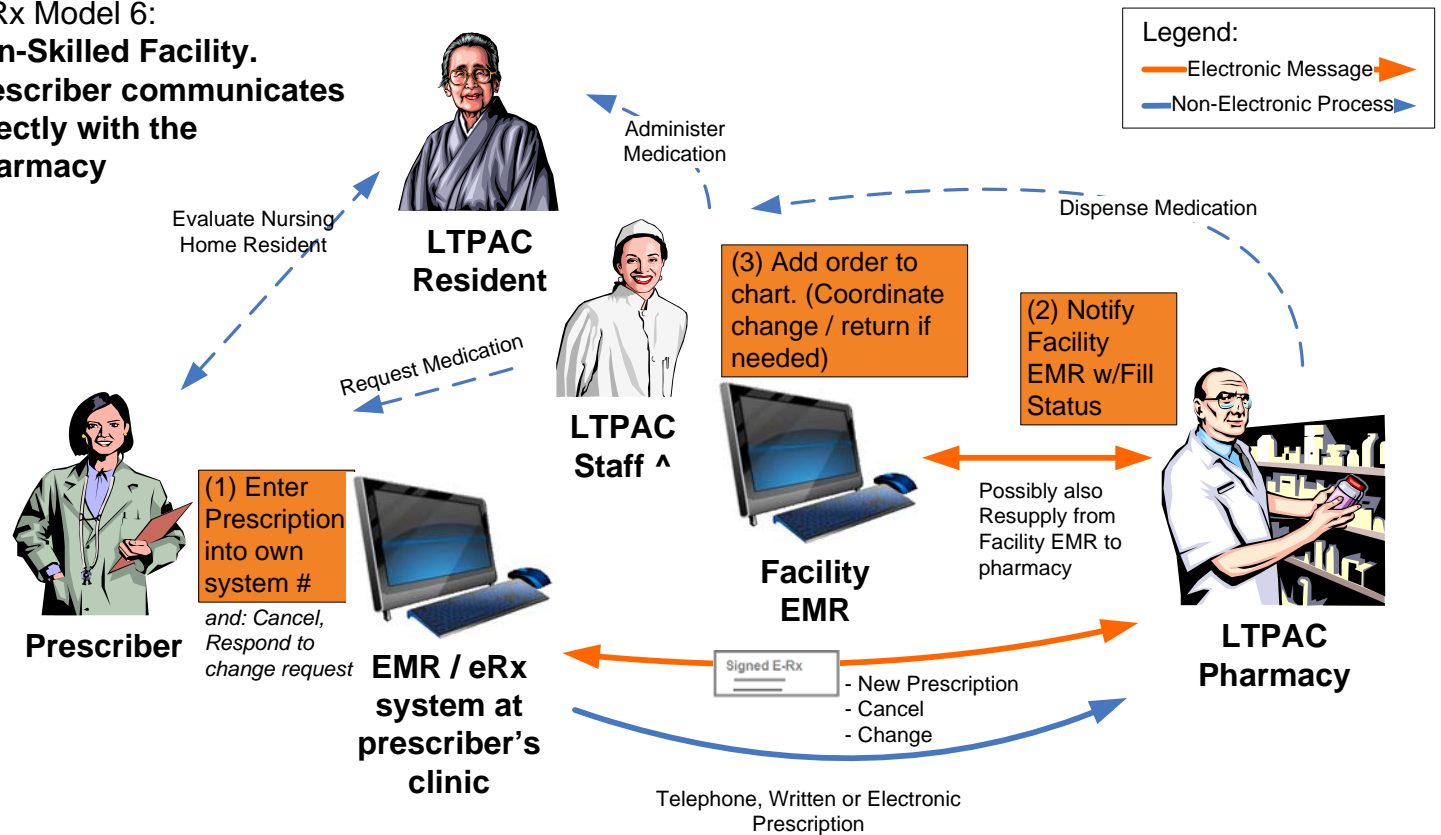 Rx Model 6:
n-Skilled Facility.
escriber communicates
ectly with the
armacy
Legend:
Electronic Message
Non-Electronic Process
Administer
Medication
Dispense Medication
Evaluate Nursing
Home Resident
LTPAC
Resident
(3) Add order to
chart. (Coordinate
change / return if
needed)
(2) Notify
Facility
EMR w/Fill
Status
Request Medication
LTPAC
Staff ^
(1) Enter
Prescription
into own
system #
and: Cancel,
Respond to
change request
Prescriber
EMR / eRx
system at
prescriber's
clinic
Facility
EMR
Possibly also
Resupply from
Facility EMR to
pharmacy
LTPAC
Pharmacy
Signed E-Rx
- New Prescription
- Cancel
- Change
Telephone, Written or Electronic
Prescription